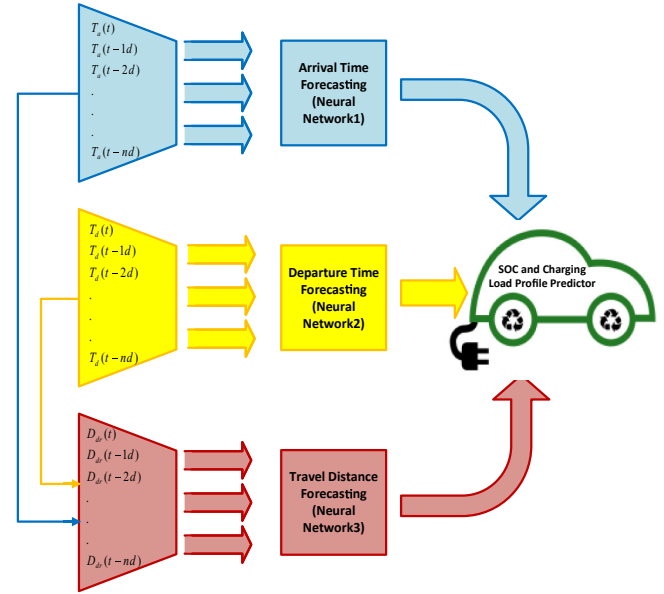 T_a(t)
T_a(t-1d)
T_a(t-2d)
.
.
.
T_a(t-nd)
Arrival Time
Forecasting
(Neural
Network1)
T_d(t)
T_d(t-1d)
T_d(t-2d)
.
.
.
T_d(t-nd)
Departure Time
Forecasting
(Neural
Network2)
SOC and Charging
Load Profile Predictor
D_dr(t)
D_dr(t-1d)
D_dr(t-2d)
.
.
.
D_dr(t-nd)
Travel Distance
Forecasting
(Neural
Network3)